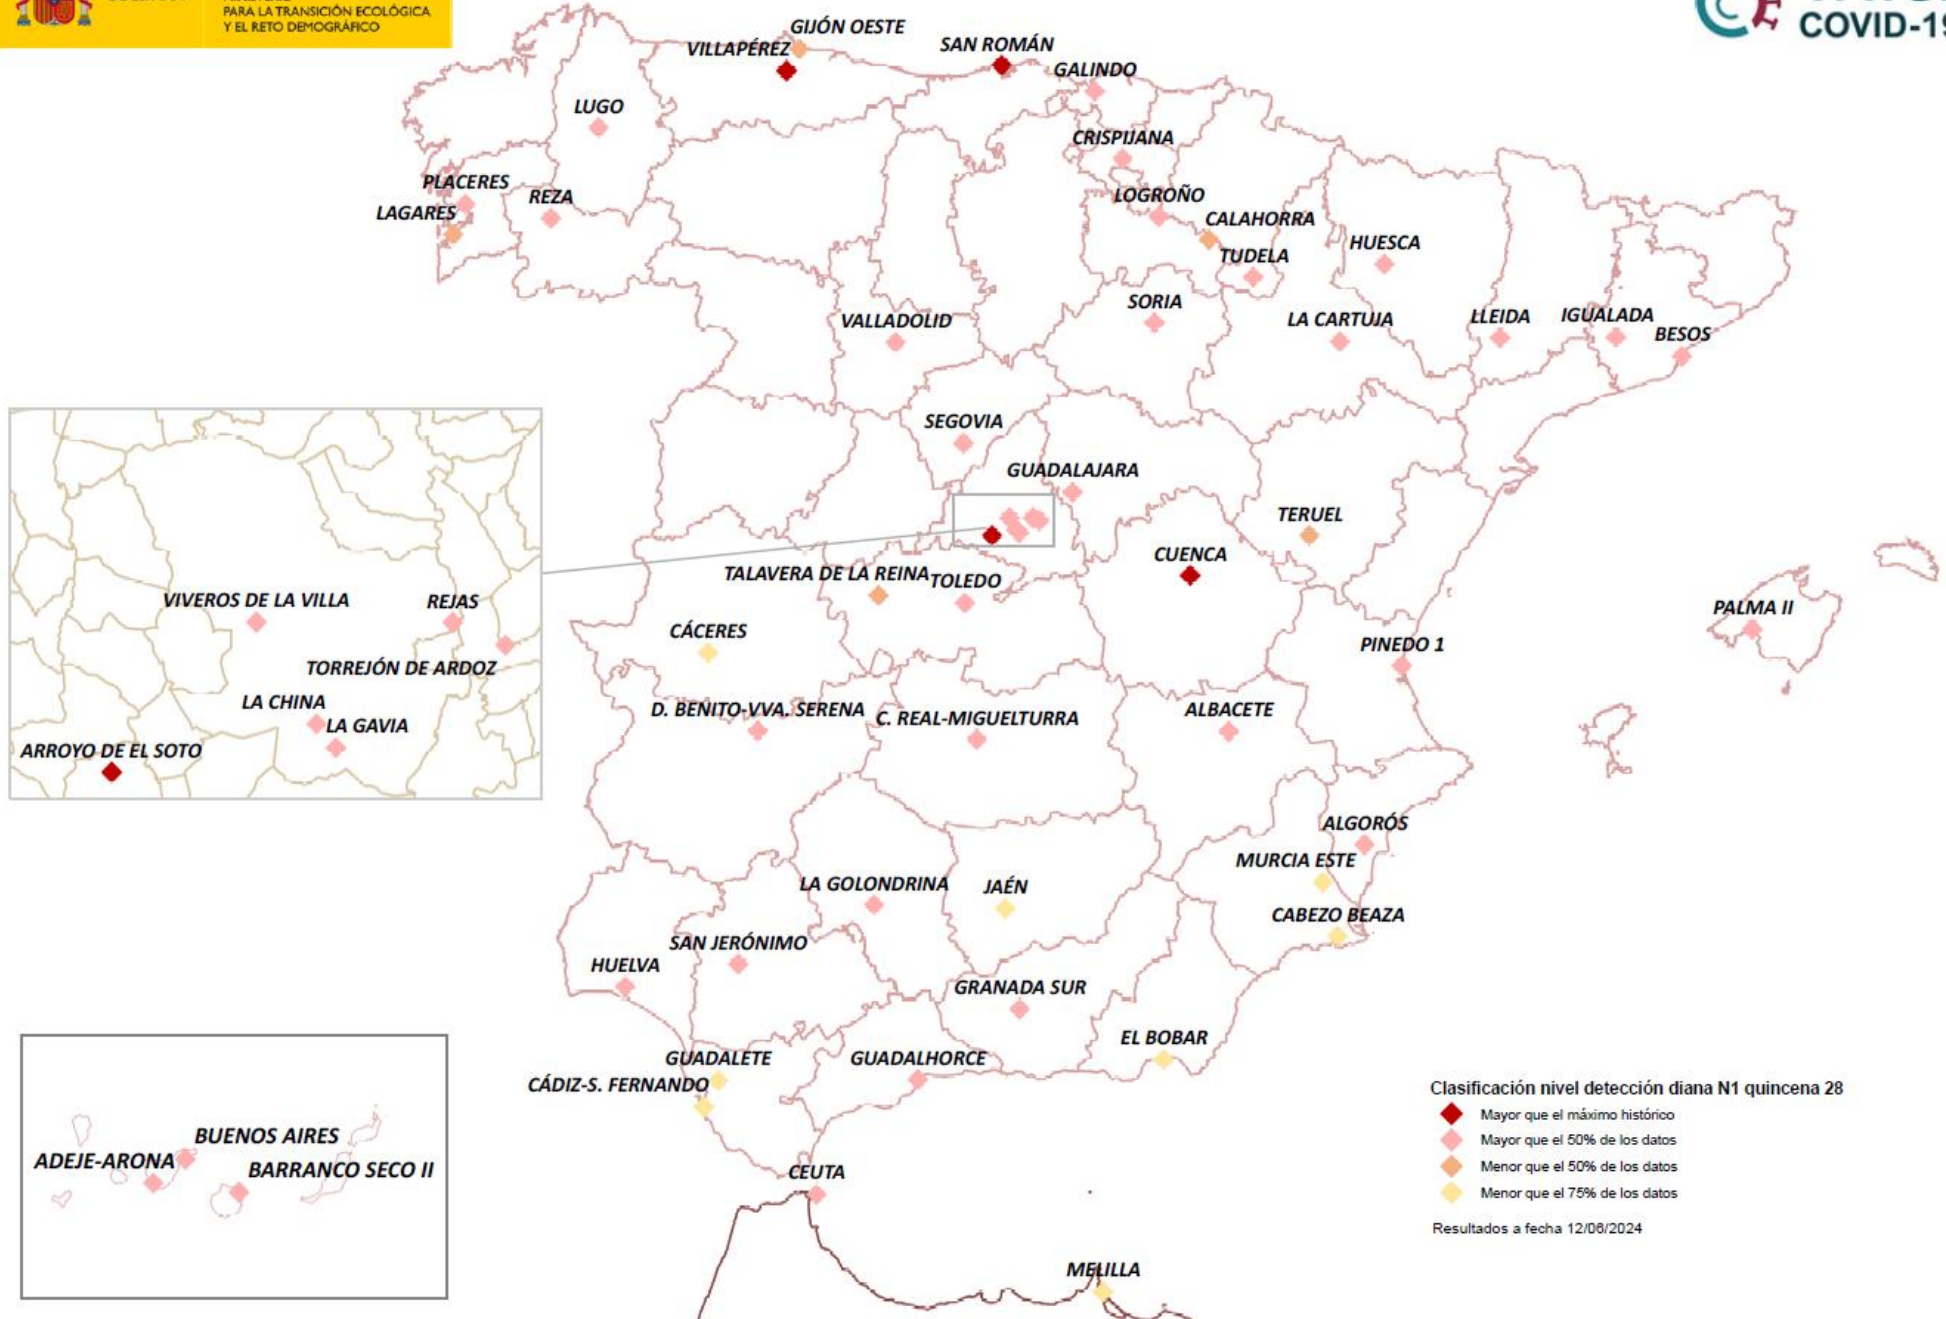 PARA LA TRANSICIÓN ECOLÓGICA
Y EL RETO DEMOGRÁFICO
COVID-19
GIJÓN OESTE
VILLAPÉREZ
SAN ROMÁN
GALINDO
LUGO
CRISPIJANA
PLACERES
REZA
LOGROÑO
LAGARES
CALAHORRA
HUESCA
TUDELA
SORIA
VALLADOLID
LA CARTUJA
LLEIDA
IGUALADA
BESOS
SEGOVIA
GUADALAJARA
TERUEL
CUENCA
TALAVERA DE LA REINA
TOLEDO
VIVEROS DE LA VILLA
REJAS
PALMA II
CÁCERES
PINEDO 1
TORREJÓN DE ARDOZ
LA CHINA
D. BENITO-VVA. SERENA
C. REAL-MIGUELTURRA
ALBACETE
LA GAVIA
ARROYO DE EL SOTO
ALGORÓS
MURCIA ESTE
LA GOLONDRINA
JAÉN
CABEZO BEAZA
SAN JERÓNIMO
HUELVA
GRANADA SUR
EL BOBAR
GUADALETE
GUADALHORCE
CÁDIZ-S. FERNANDO
BUENOS AIRES
ADEJE-ARONA
BARRANCO SECO II
CEUTA
MELILLA
Clasificación nivel detección diana N1 quincena 28
Mayor que el máximo histórico
Mayor que el 50% de los datos
Menor que el 50% de los datos
Menor que el 75% de los datos
Resultados a fecha 12/06/2024